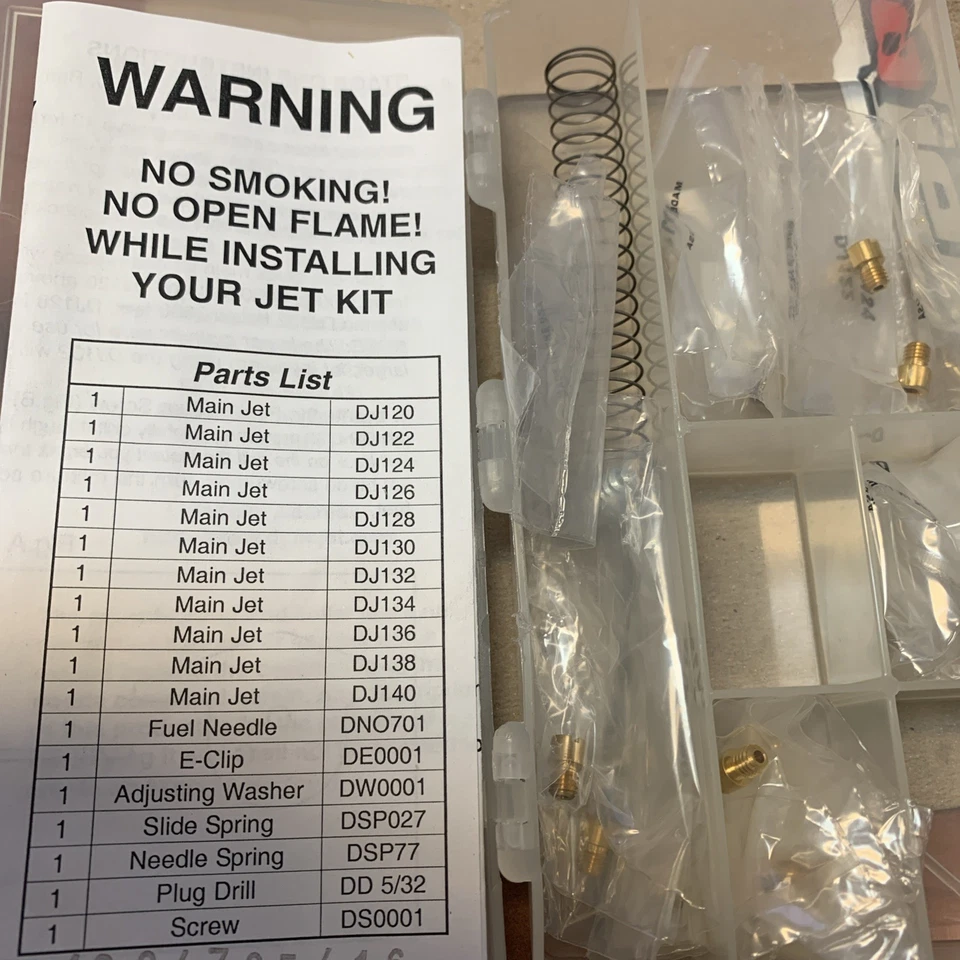 WARNING
NO SMOKING!
NO OPEN FLAME!
WHILE INSTALLING
YOUR JET KIT
Parts List
1 Main Jet DJ120
1 Main Jet DJ122
1 Main Jet DJ124
1 Main Jet DJ126
1 Main Jet DJ128
1 Main Jet DJ130
1 Main Jet DJ132
1 Main Jet DJ134
1 Main Jet DJ136
1 Main Jet DJ138
1 Main Jet DJ140
1 Fuel Needle DNO701
1 E-Clip DE0001
1 Adjusting Washer DW0001
1 Slide Spring DSP027
1 Needle Spring DSP77
1 Plug Drill DD 5/32
1 Screw DS0001